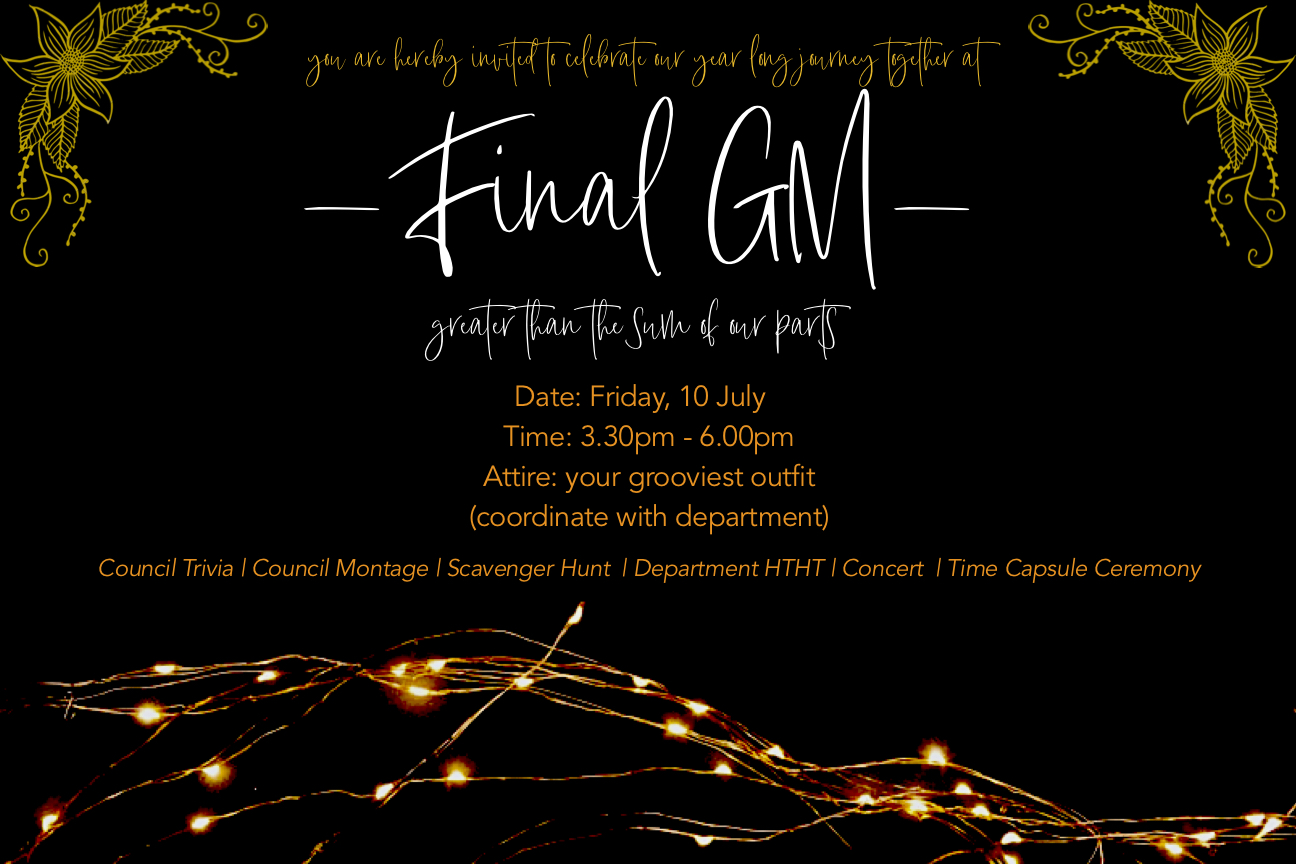 you are hereby invited to celebrate our year long journey together at
Final GM
greater than the sum of our parts
Date: Friday, 10 July
Time: 3.30pm - 6.00pm
Attire: your grooviest outfit
(coordinate with department)
Council Trivia | Council Montage | Scavenger Hunt | Department HTHT | Concert | Time Capsule Ceremony